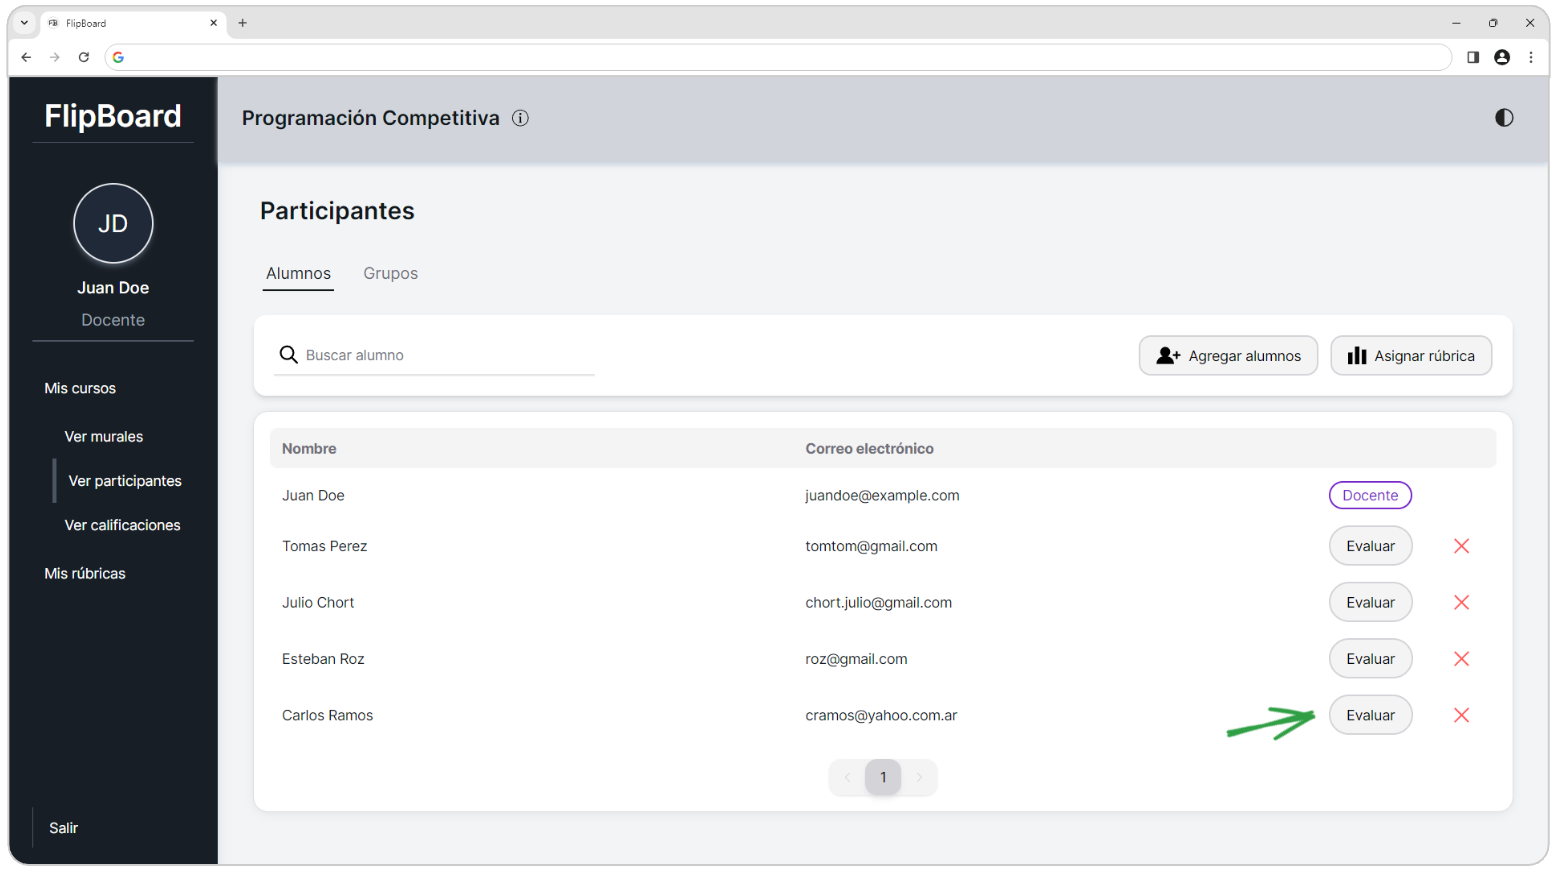 FB FlipBoard
FlipBoard
JD
Juan Doe
Docente
Mis cursos
Ver murales
Ver participantes
Ver calificaciones
Mis rúbricas
Salir
Programación Competitiva
Participantes
Alumnos Grupos
Buscar alumno Agregar alumnos Asignar rúbrica
Nombre Correo electrónico
Juan Doe juandoe@example.com Docente
Tomas Perez tomtom@gmail.com Evaluar
Julio Chort chort.julio@gmail.com Evaluar
Esteban Roz roz@gmail.com Evaluar
Carlos Ramos cramos@yahoo.com.ar Evaluar
1